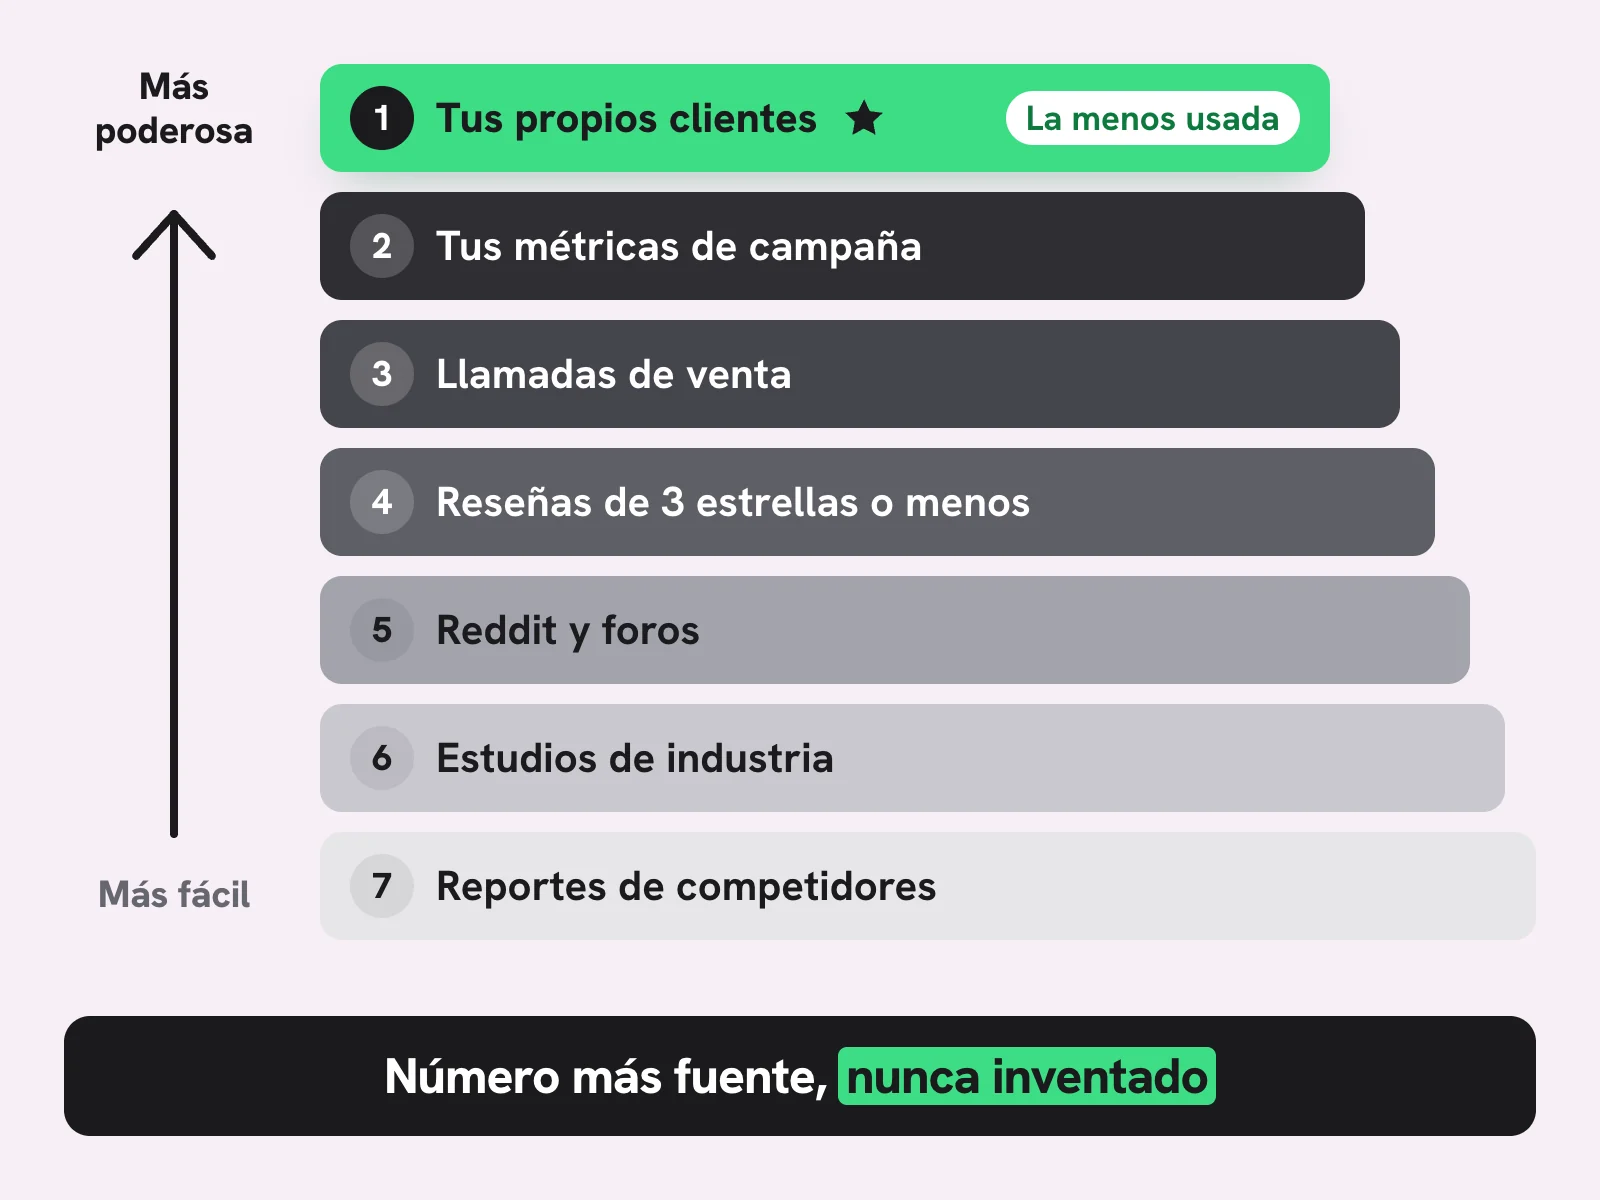 Más
poderosa
1 Tus propios clientes ★ La menos usada
2 Tus métricas de campaña
3 Llamadas de venta
4 Reseñas de 3 estrellas o menos
5 Reddit y foros
6 Estudios de industria
7 Reportes de competidores
Más fácil
Número más fuente, nunca inventado